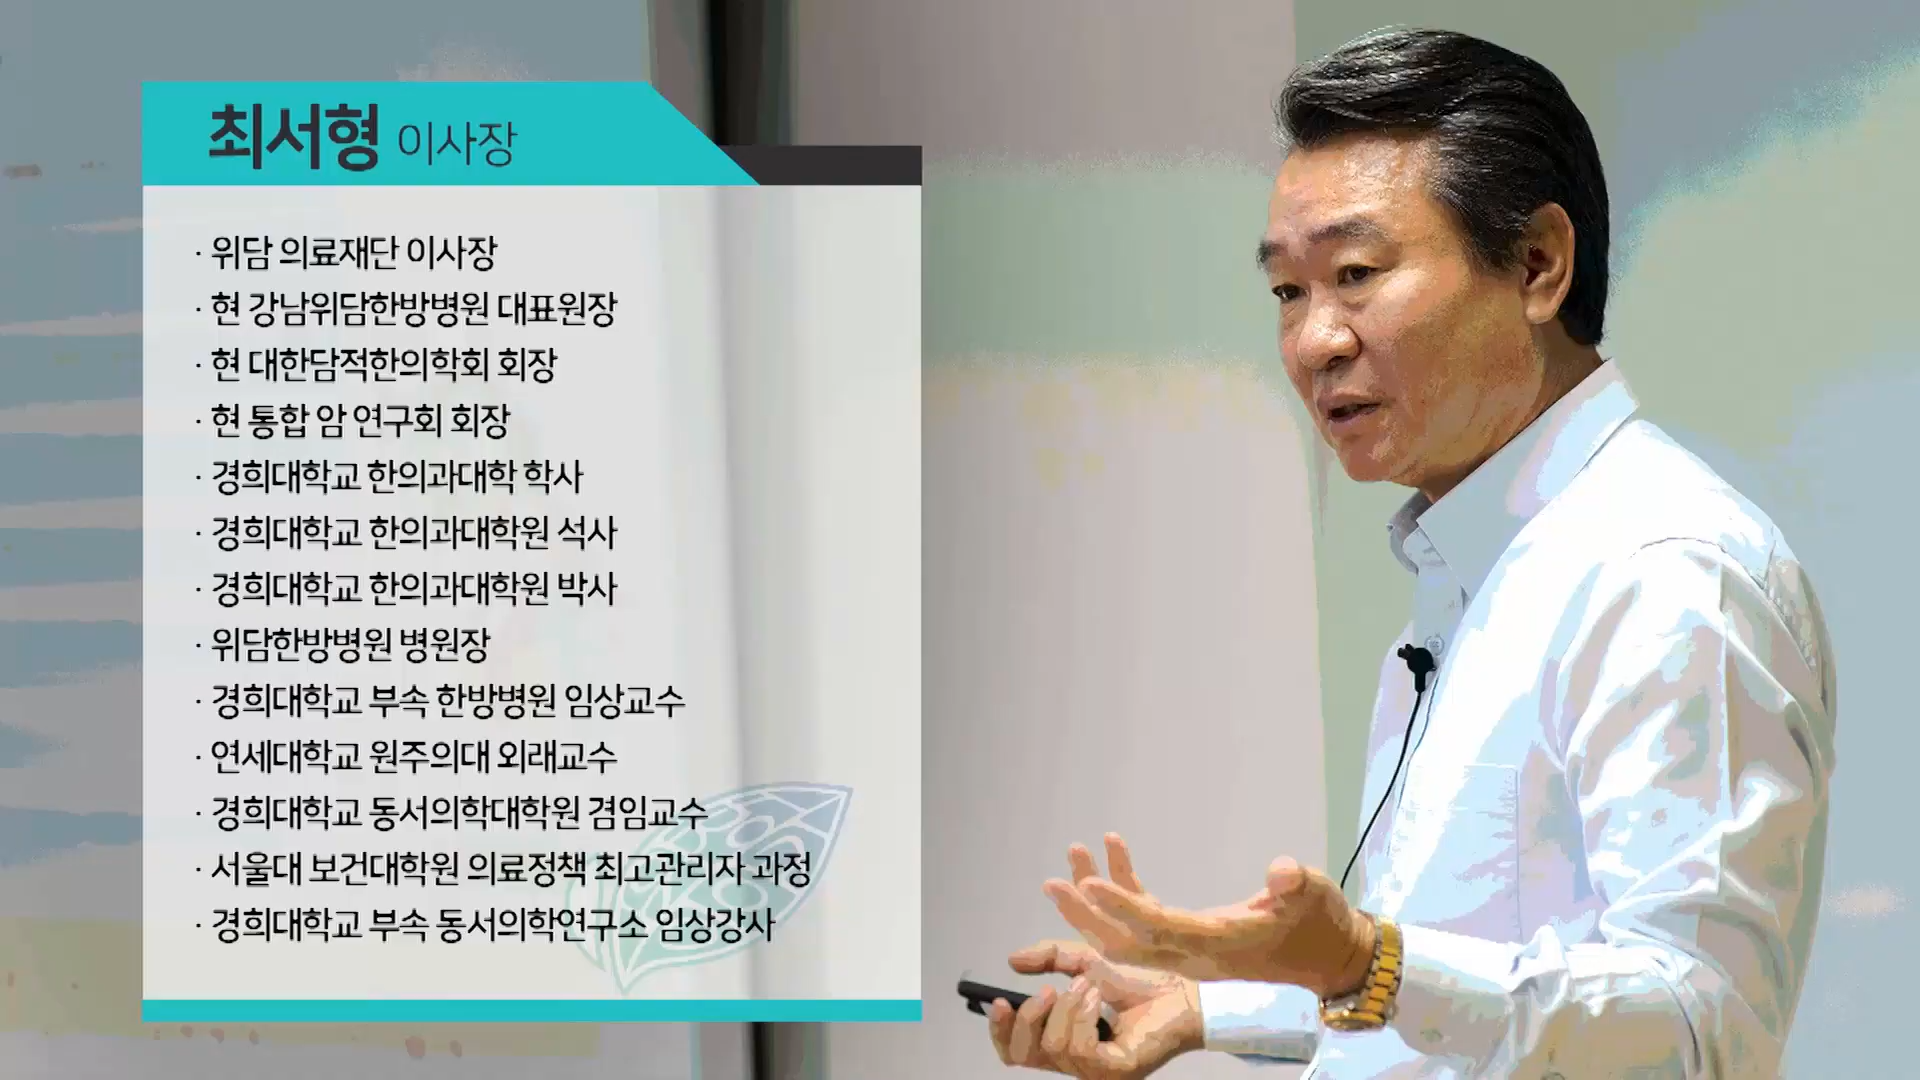 최서형 이사장
· 위담 의료재단 이사장
· 현 강남위담한방병원 대표원장
· 현 대한담적한의학회 회장
· 현 통합 암 연구회 회장
· 경희대학교 한의과대학 학사
· 경희대학교 한의과대학원 석사
· 경희대학교 한의과대학원 박사
· 위담한방병원 병원장
· 경희대학교 부속 한방병원 임상교수
· 연세대학교 원주의대 외래교수
· 경희대학교 동서의학대학원 겸임교수
· 서울대 보건대학원 의료정책 최고관리자 과정
· 경희대학교 부속 동서의학연구소 임상강사